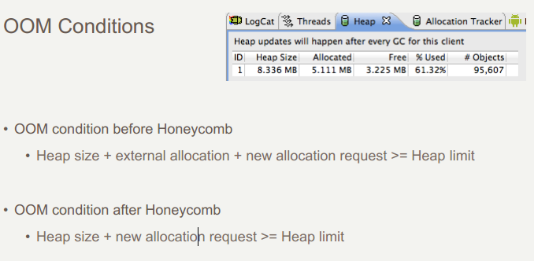 OOM Conditions
LogCat Threads Heap Allocation Tracker
Heap updates will happen after every GC for this client
ID Heap Size Allocated Free % Used # Objects
1 8.336 MB 5.111 MB 3.225 MB 61.32% 95,607
• OOM condition before Honeycomb
• Heap size + external allocation + new allocation request >= Heap limit
• OOM condition after Honeycomb
• Heap size + new allocation request >= Heap limit